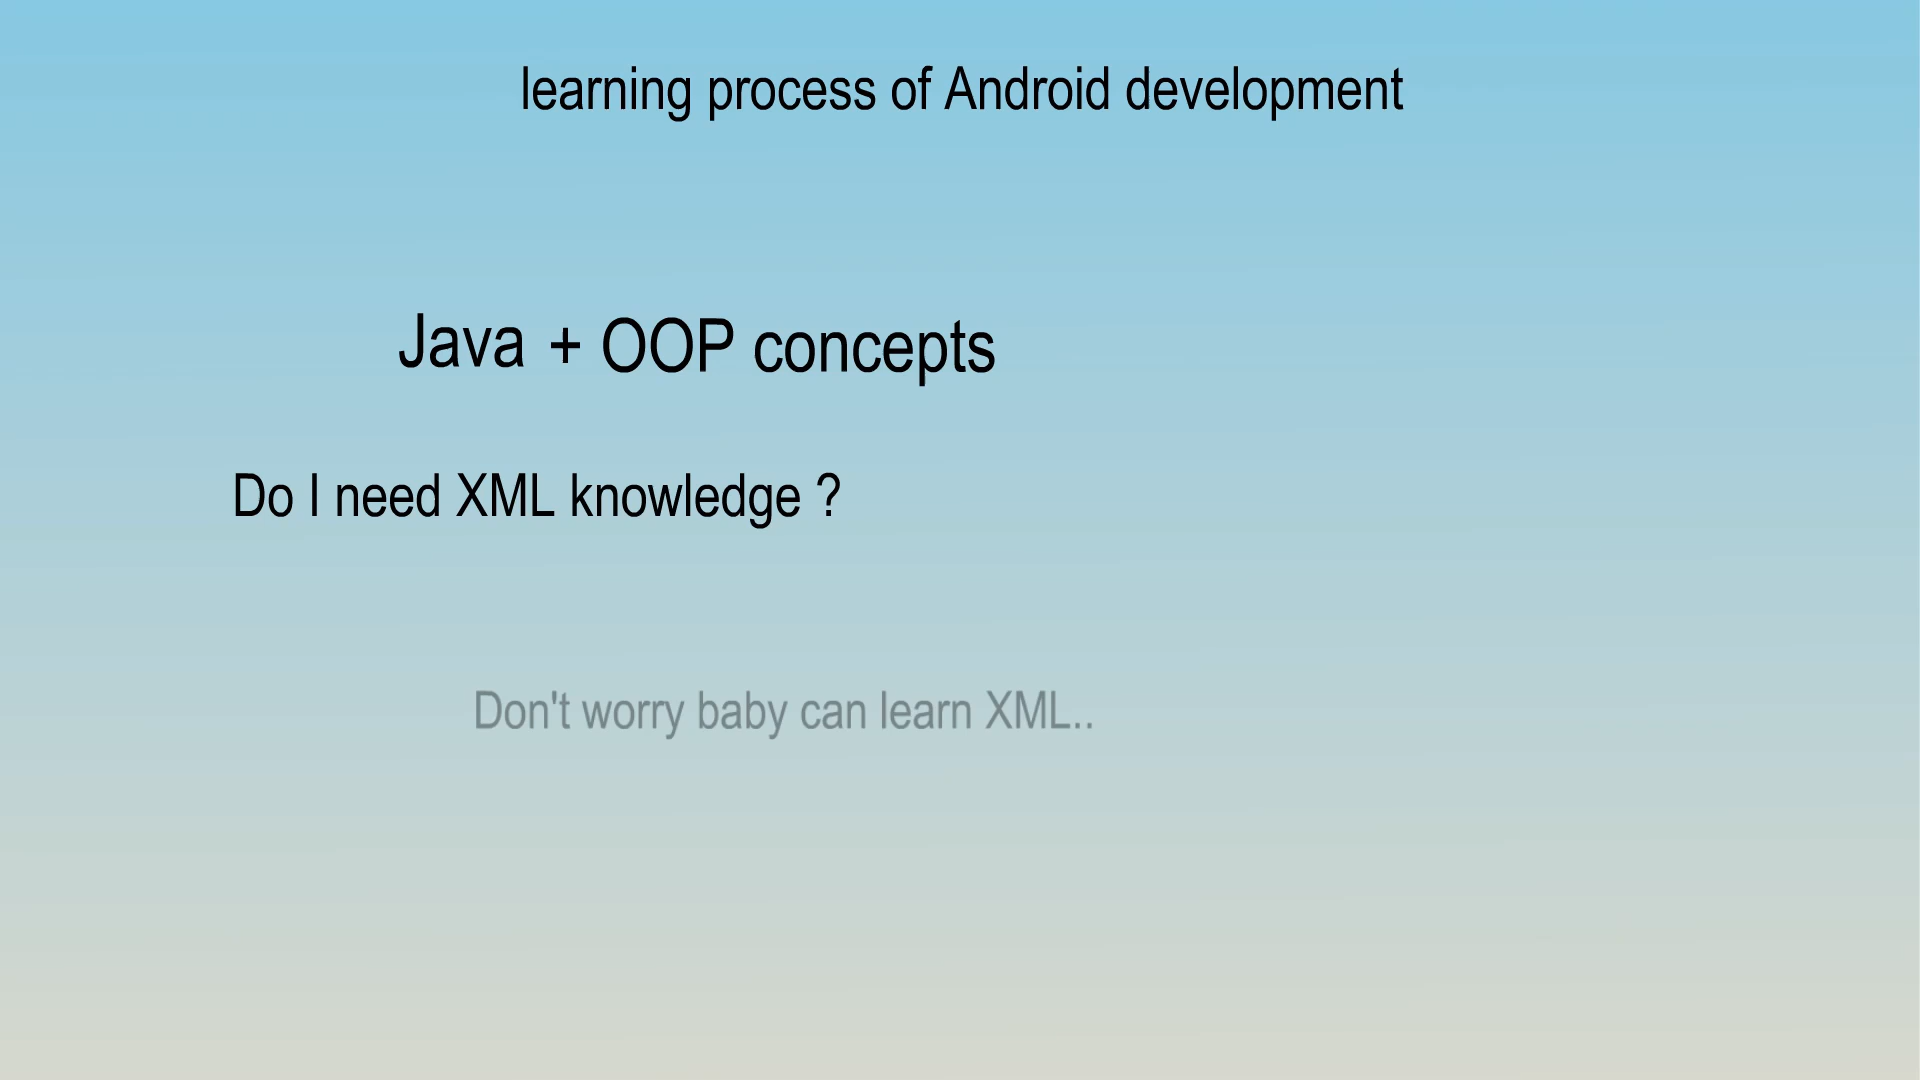 learning process of Android development
Java + OOP concepts
Do I need XML knowledge ?
Don't worry baby can learn XML..